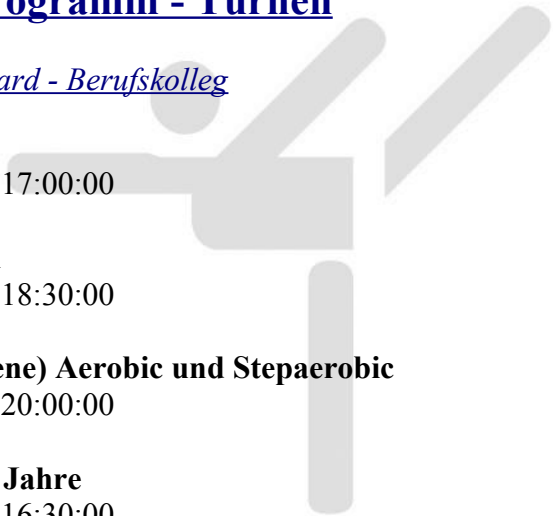 ogramm - Turnen
ard - Berufskolleg
17:00:00
18:30:00
ene) Aerobic und Stepaerobic
20:00:00
Jahre
16:30:00